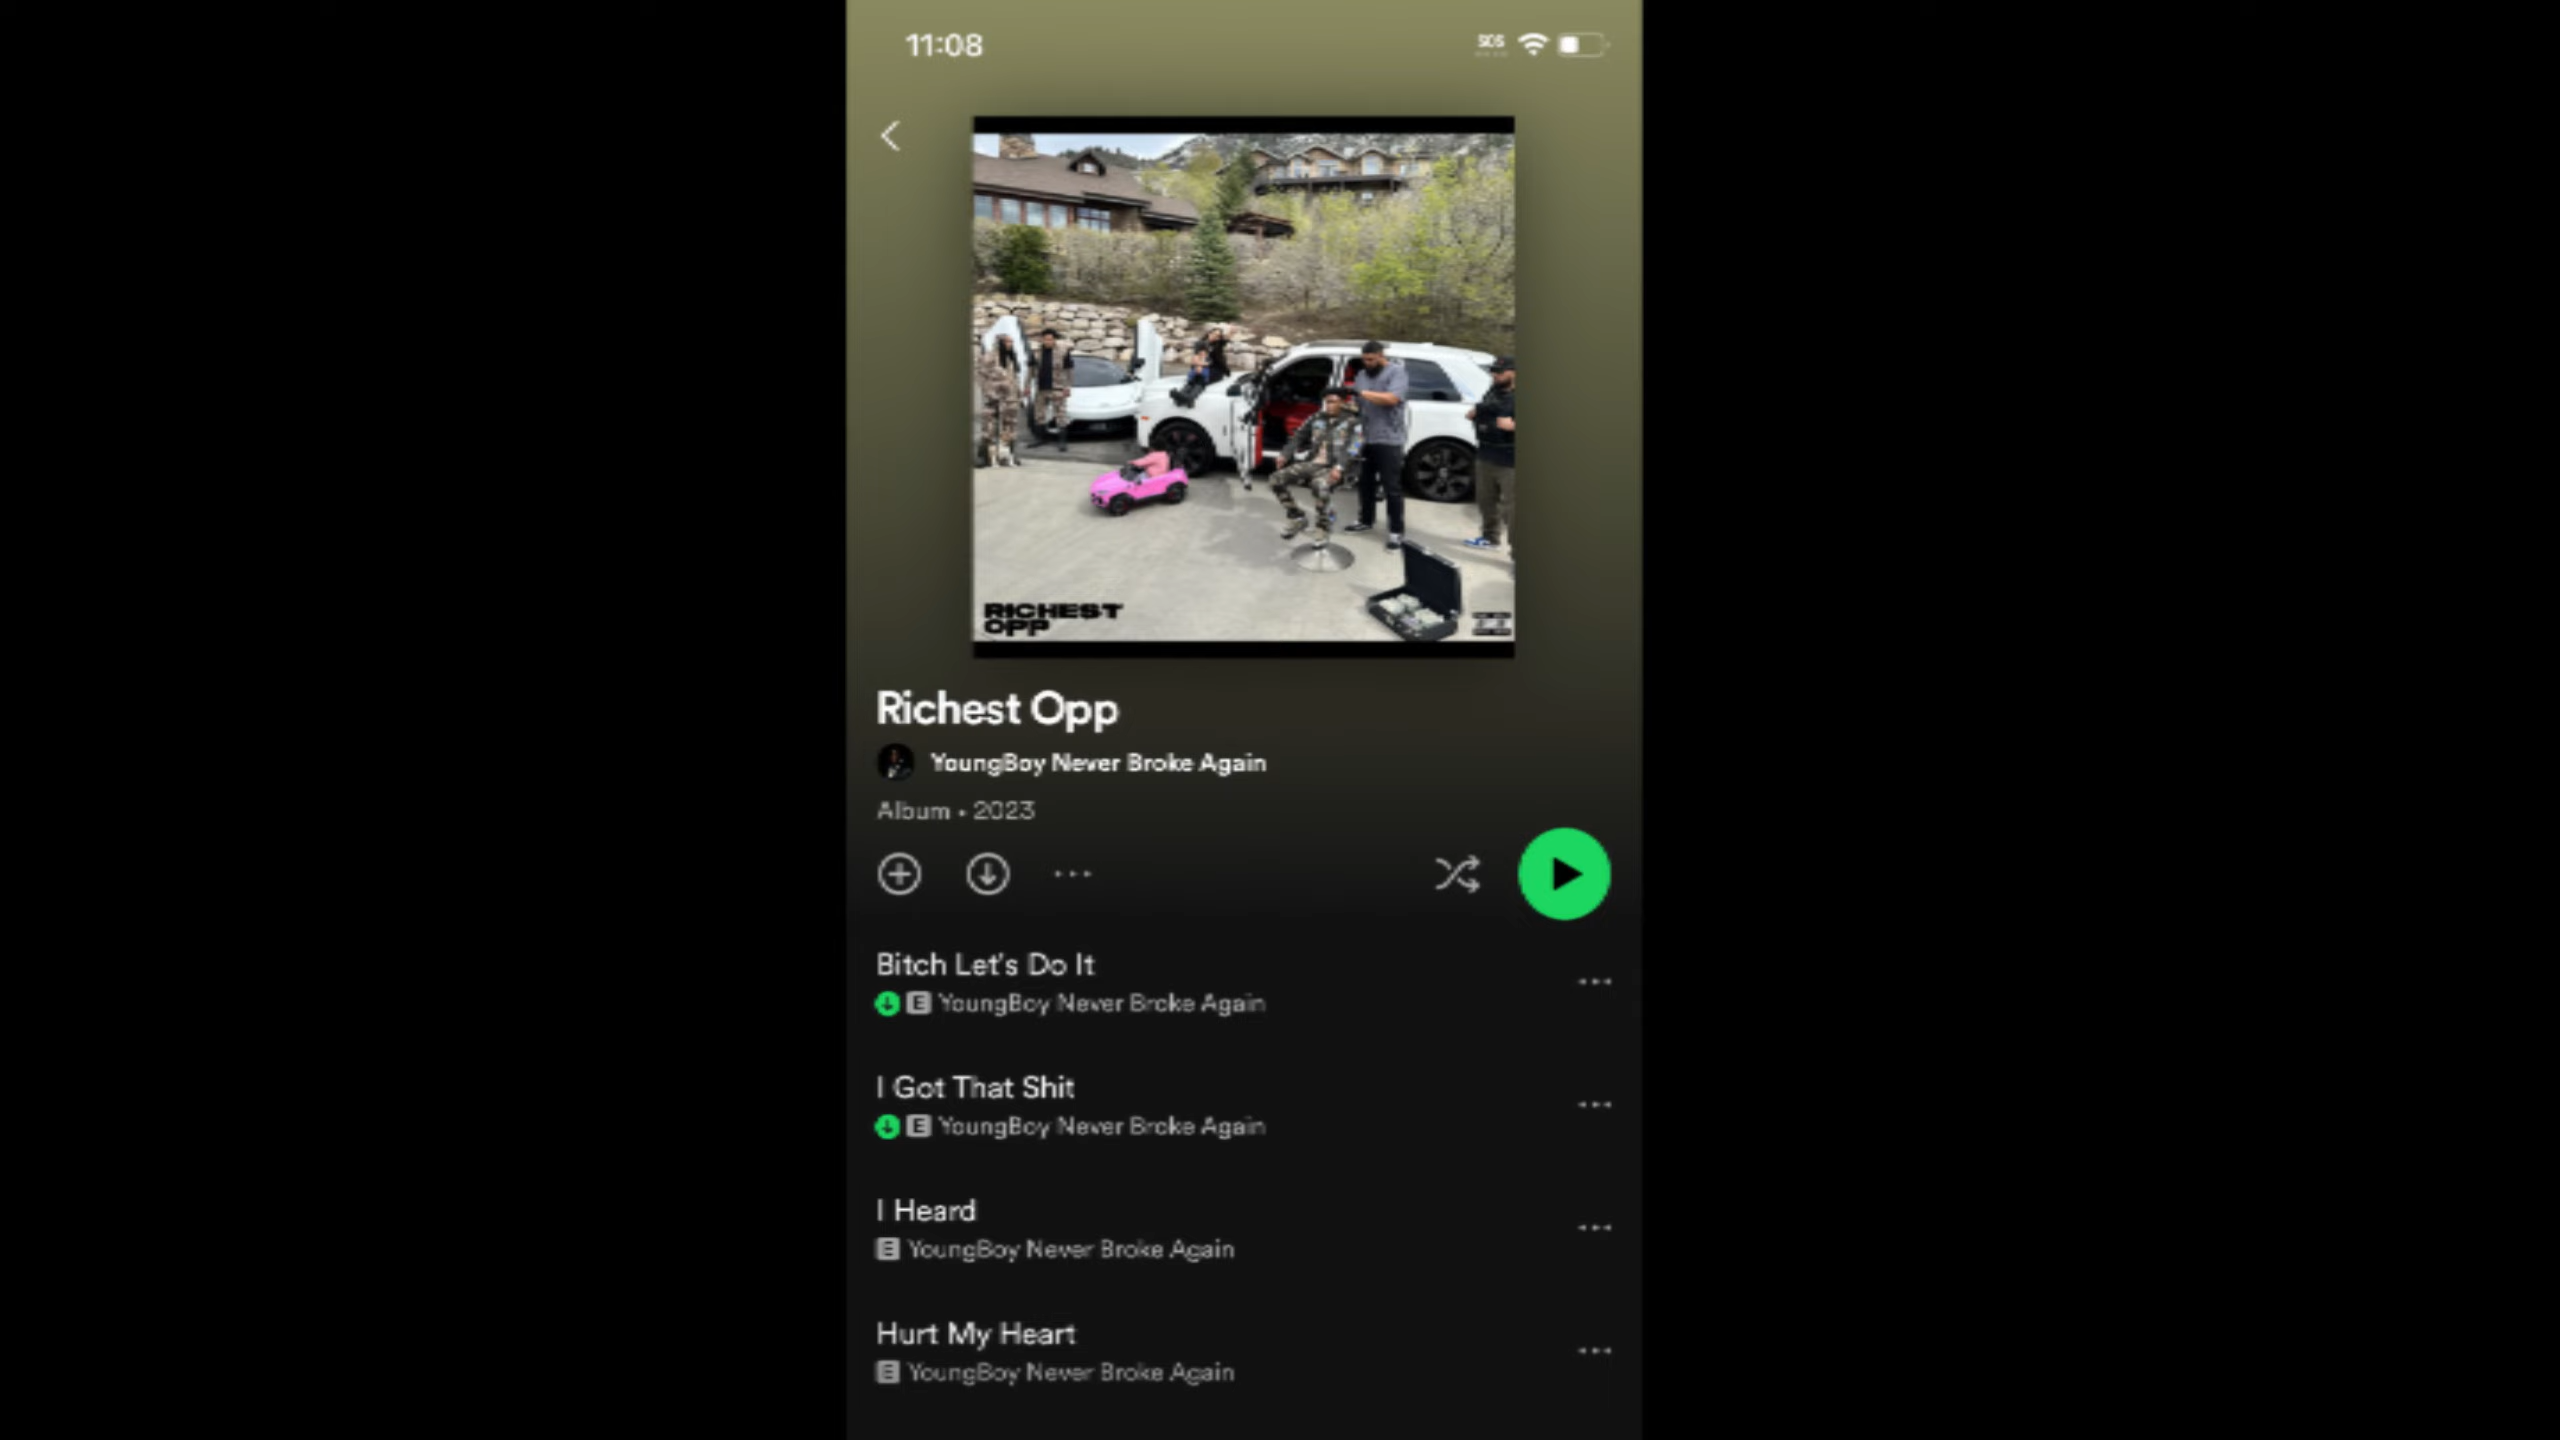 11:08
SOS
RICHEST
OPP
Richest Opp
YoungBoy Never Broke Again
Album • 2023
Bitch Let's Do It
E YoungBoy Never Broke Again
I Got That Shit
E YoungBoy Never Broke Again
I Heard
E YoungBoy Never Broke Again
Hurt My Heart
E YoungBoy Never Broke Again